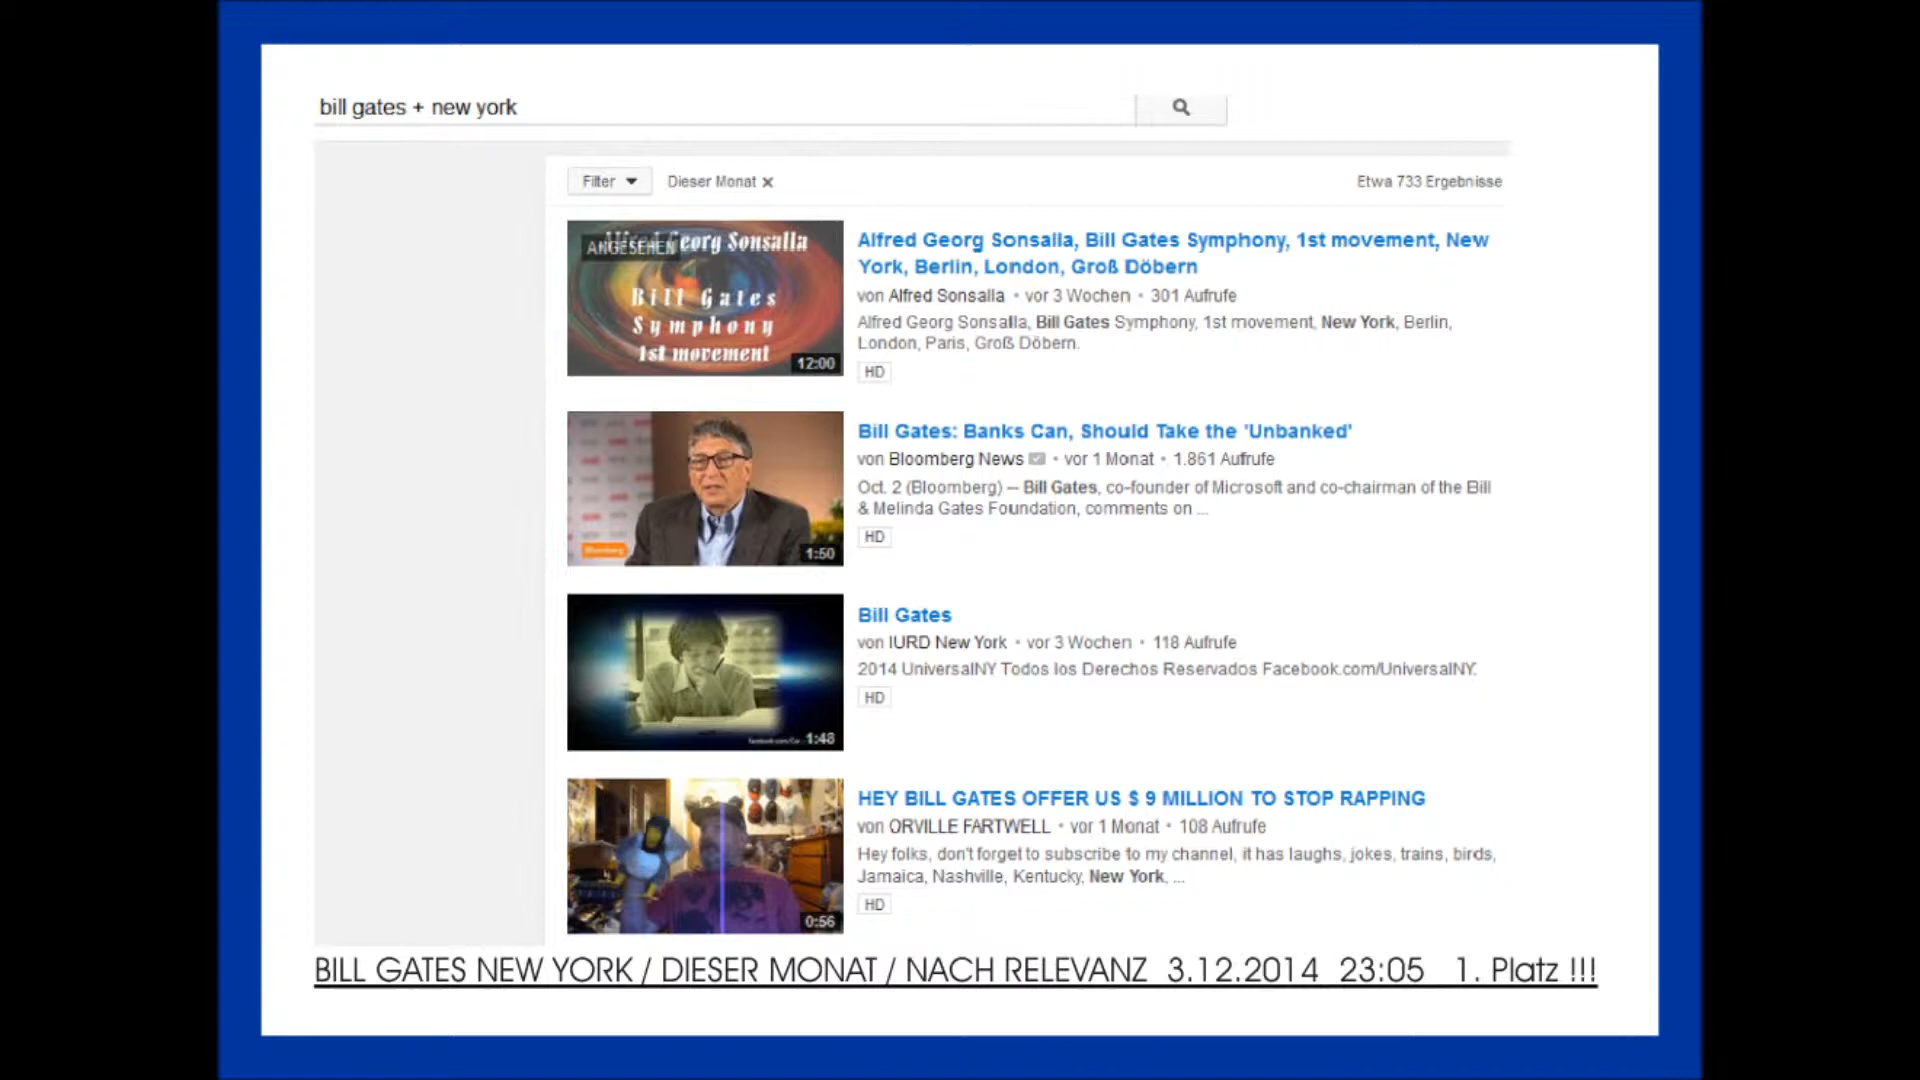 bill gates + new york
Filter Dieser Monat × Etwa 733 Ergebnisse
Georg Sonsalla
ANGESEHEN
Bill Gates
Symphony
1st movement
12:00
Alfred Georg Sonsalla, Bill Gates Symphony, 1st movement, New
York, Berlin, London, Groß Döbern
von Alfred Sonsalla • vor 3 Wochen • 301 Aufrufe
Alfred Georg Sonsalla, Bill Gates Symphony, 1st movement, New York, Berlin,
London, Paris, Groß Döbern.
HD
Bloomberg
1:50
Bill Gates: Banks Can, Should Take the 'Unbanked'
von Bloomberg News • vor 1 Monat • 1.861 Aufrufe
Oct. 2 (Bloomberg) -- Bill Gates, co-founder of Microsoft and co-chairman of the Bill
& Melinda Gates Foundation, comments on ...
HD
1:48
Bill Gates
von IURD New York • vor 3 Wochen • 118 Aufrufe
2014 UniversalNY Todos los Derechos Reservados Facebook.com/UniversalNY.
HD
0:56
HEY BILL GATES OFFER US $ 9 MILLION TO STOP RAPPING
von ORVILLE FARTWELL • vor 1 Monat • 108 Aufrufe
Hey folks, don't forget to subscribe to my channel, it has laughs, jokes, trains, birds,
Jamaica, Nashville, Kentucky, New York, ...
HD
BILL GATES NEW YORK / DIESER MONAT / NACH RELEVANZ 3.12.2014 23:05 1. Platz !!!